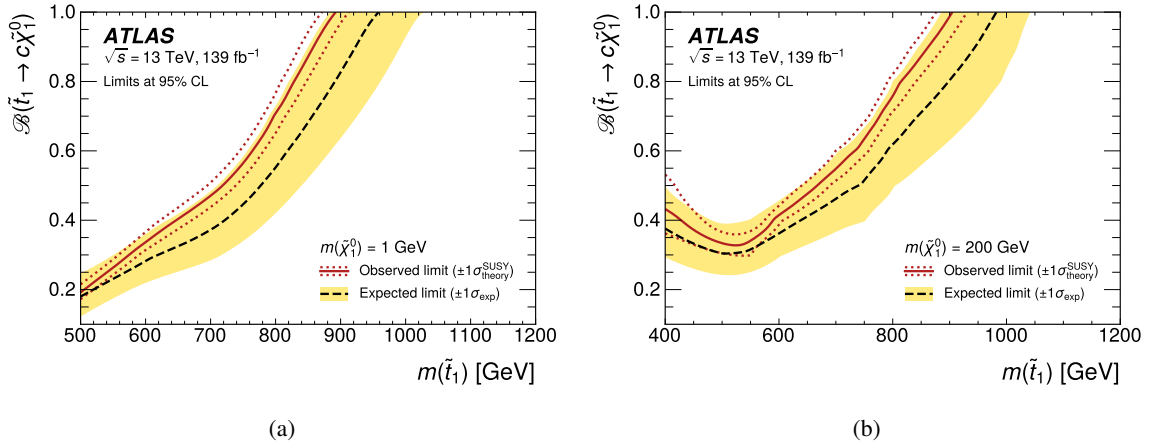 ATLAS
√s = 13 TeV, 139 fb⁻¹
Limits at 95% CL
ℬ(t̃₁ → cχ̃₁⁰)
1.0
0.8
0.6
0.4
0.2
m(χ̃₁⁰) = 1 GeV
Observed limit (±1σ_theory^SUSY)
Expected limit (±1σ_exp)
500 600 700 800 900 1000 1100 1200
m(t̃₁) [GeV]
(a)
ATLAS
√s = 13 TeV, 139 fb⁻¹
Limits at 95% CL
ℬ(t̃₁ → cχ̃₁⁰)
1.0
0.8
0.6
0.4
0.2
m(χ̃₁⁰) = 200 GeV
Observed limit (±1σ_theory^SUSY)
Expected limit (±1σ_exp)
400 600 800 1000 1200
m(t̃₁) [GeV]
(b)